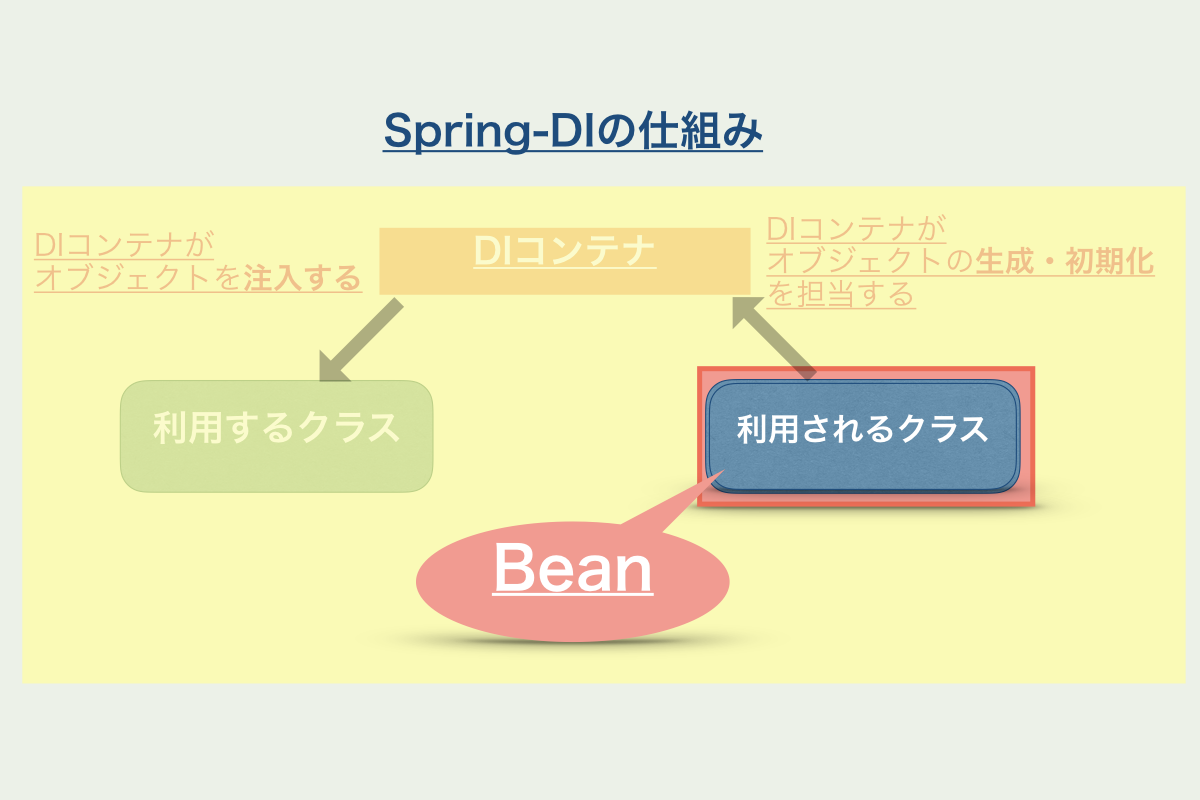 Spring-DIの仕組み
DIコンテナが
オブジェクトを注入する
DIコンテナ
DIコンテナが
オブジェクトの生成・初期化
を担当する
利用するクラス
利用されるクラス
Bean